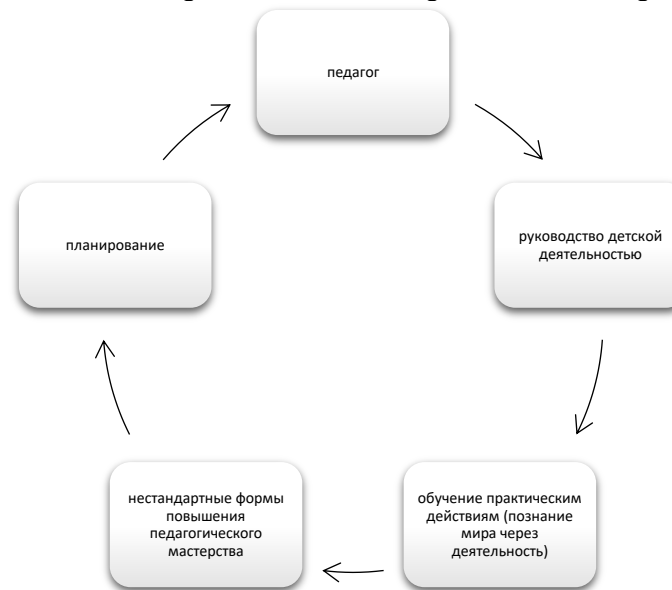 педагог
руководство детской
деятельностью
обучение практическим
действиям (познание
мира через
деятельность)
нестандартные формы
повышения
педагогического
мастерства
планирование